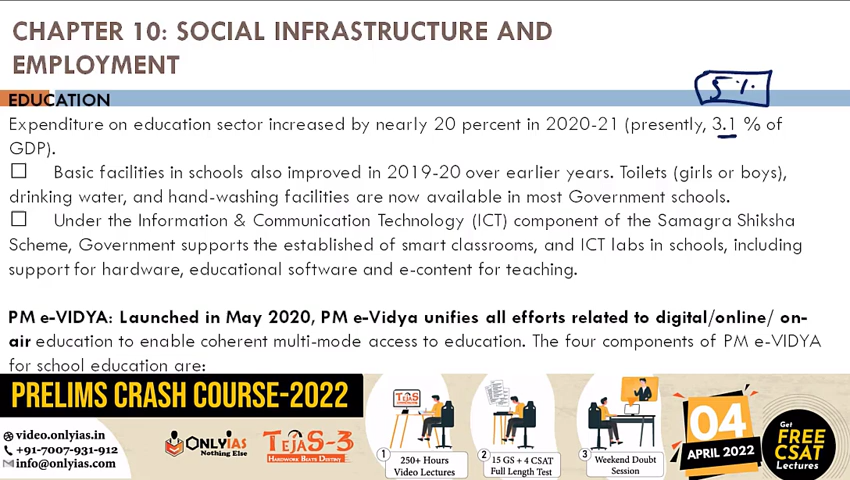 CHAPTER 10: SOCIAL INFRASTRUCTURE AND
EMPLOYMENT
5%
EDUCATION
Expenditure on education sector increased by nearly 20 percent in 2020-21 (presently, 3.1 % of
GDP).
☐ Basic facilities in schools also improved in 2019-20 over earlier years. Toilets (girls or boys),
drinking water, and hand-washing facilities are now available in most Government schools.
☐ Under the Information & Communication Technology (ICT) component of the Samagra Shiksha
Scheme, Government supports the established of smart classrooms, and ICT labs in schools, including
support for hardware, educational software and e-content for teaching.
PM e-VIDYA: Launched in May 2020, PM e-Vidya unifies all efforts related to digital/online/ on-
air education to enable coherent multi-mode access to education. The four components of PM e-VIDYA
for school education are:
PRELIMS CRASH COURSE-2022
video.onlyias.in
+91-7007-931-912
info@onlyias.com
ONLYIAS
Nothing Else
TEJAS-3
HARDWORK BEATS DESTINY
TEJAS
1
250+ Hours
Video Lectures
2
15 GS + 4 CSAT
Full Length Test
3
Weekend Doubt
Session
04
APRIL 2022
Get
FREE
CSAT
Lectures